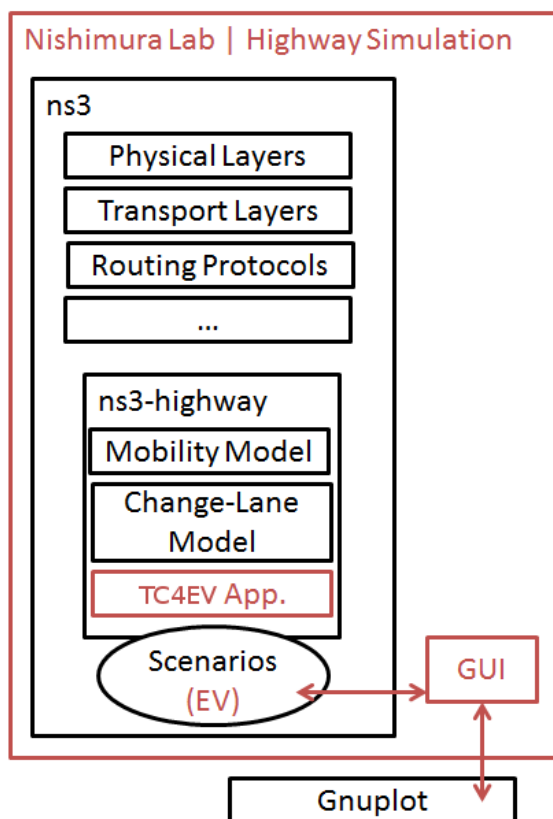 Nishimura Lab | Highway Simulation
ns3
Physical Layers
Transport Layers
Routing Protocols
...
ns3-highway
Mobility Model
Change-Lane
Model
TC4EV App.
Scenarios
(EV)
GUI
Gnuplot